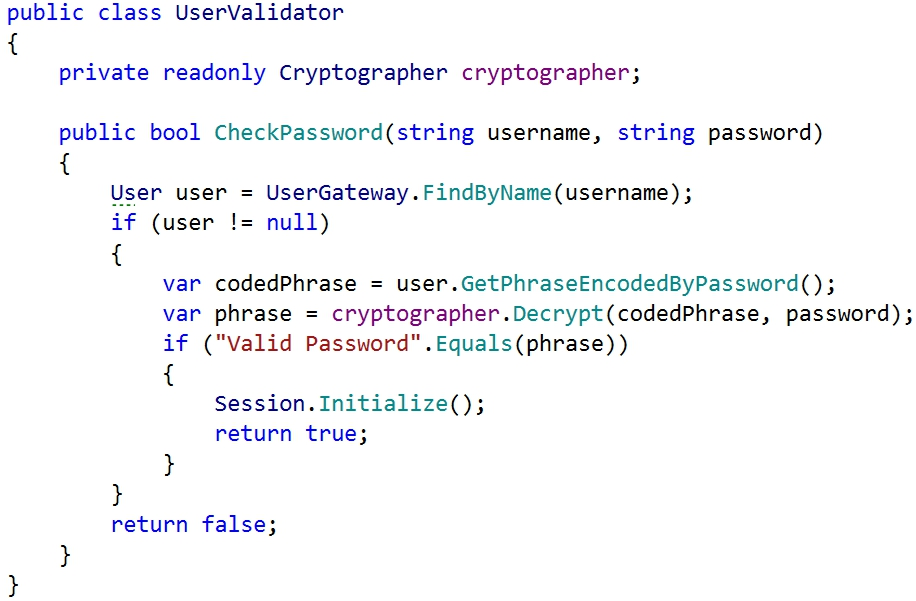 public class UserValidator
{
    private readonly Cryptographer cryptographer;

    public bool CheckPassword(string username, string password)
    {
        User user = UserGateway.FindByName(username);
        if (user != null)
        {
            var codedPhrase = user.GetPhraseEncodedByPassword();
            var phrase = cryptographer.Decrypt(codedPhrase, password);
            if ("Valid Password".Equals(phrase))
            {
                Session.Initialize();
                return true;
            }
        }
        return false;
    }
}